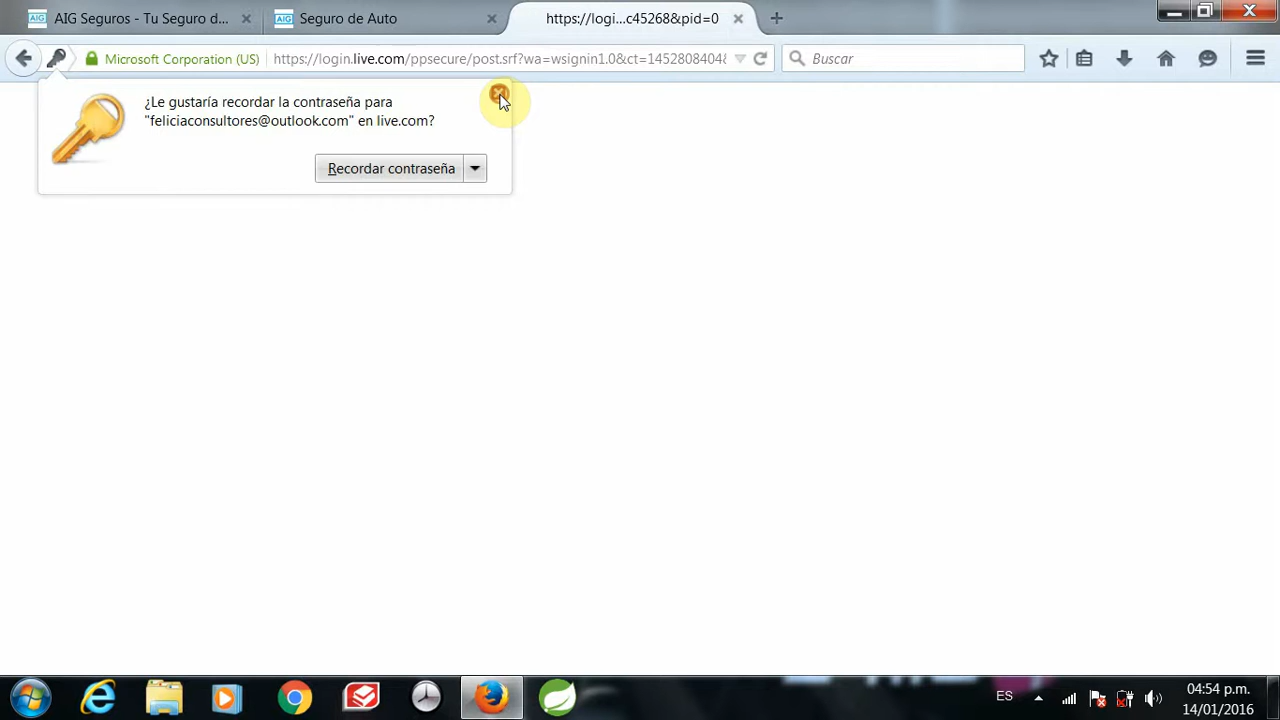 AIG AIG Seguros - Tu Seguro d...
AIG Seguro de Auto
https://logi...c45268&pid=0
Microsoft Corporation (US)
https://login.live.com/ppsecure/post.srf?wa=wsignin1.0&ct=1452808404&
Buscar
¿Le gustaría recordar la contraseña para
"feliciaconsultores@outlook.com" en live.com?
Recordar contraseña
ES
04:54 p.m.
14/01/2016